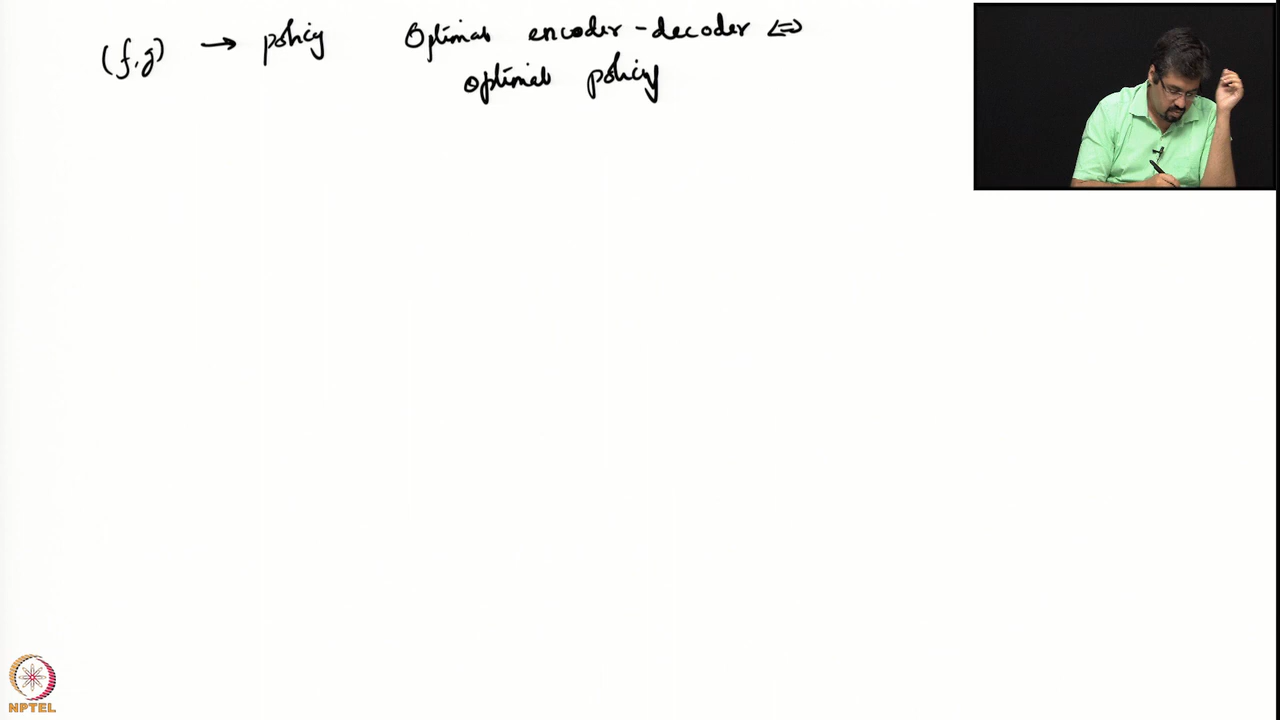 (f, g) → policy Optimal encoder-decoder ⇔
optimal policy
NPTEL